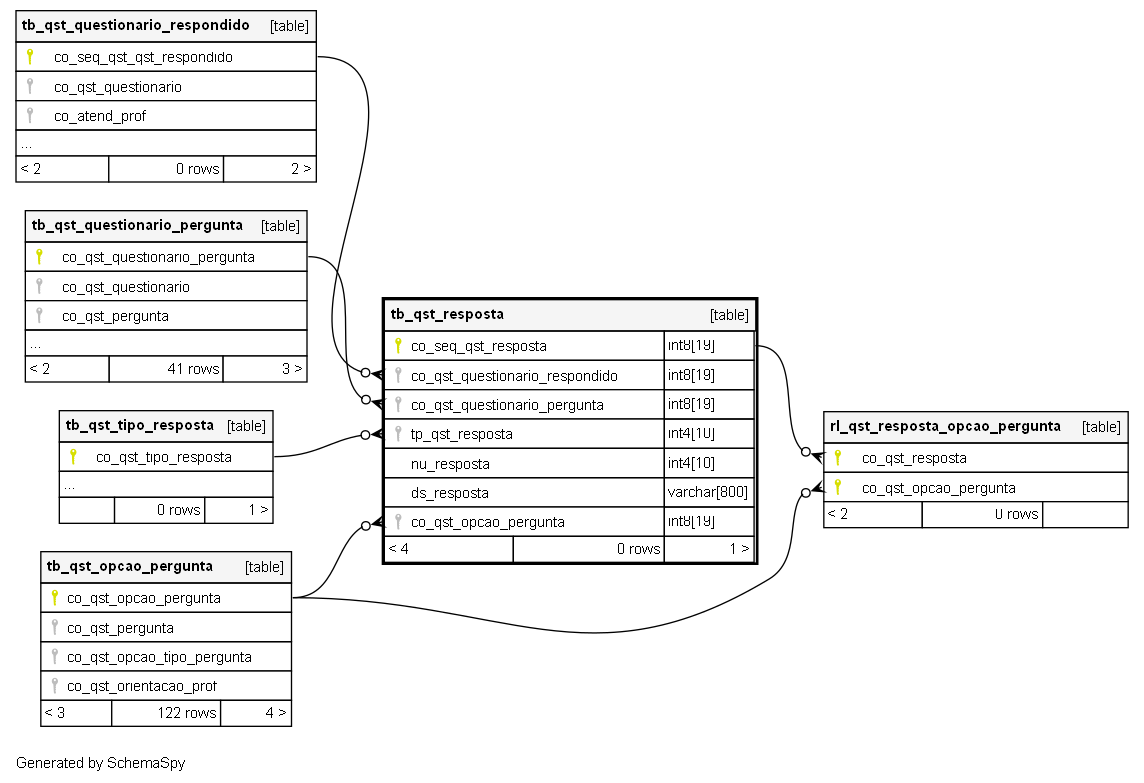 tb_qst_questionario_respondido [table]
co_seq_qst_qst_respondido
co_qst_questionario
co_atend_prof
...
< 2 0 rows 2 >
tb_qst_questionario_pergunta [table]
co_qst_questionario_pergunta
co_qst_questionario
co_qst_pergunta
...
< 2 41 rows 3 >
tb_qst_tipo_resposta [table]
co_qst_tipo_resposta
...
0 rows 1 >
tb_qst_opcao_pergunta [table]
co_qst_opcao_pergunta
co_qst_pergunta
co_qst_opcao_tipo_pergunta
co_qst_orientacao_prof
< 3 122 rows 4 >
tb_qst_resposta [table]
co_seq_qst_resposta int8[19]
co_qst_questionario_respondido int8[19]
co_qst_questionario_pergunta int8[19]
tp_qst_resposta int4[10]
nu_resposta int4[10]
ds_resposta varchar[800]
co_qst_opcao_pergunta int8[19]
< 4 0 rows 1 >
rl_qst_resposta_opcao_pergunta [table]
co_qst_resposta
co_qst_opcao_pergunta
< 2 0 rows
Generated by SchemaSpy